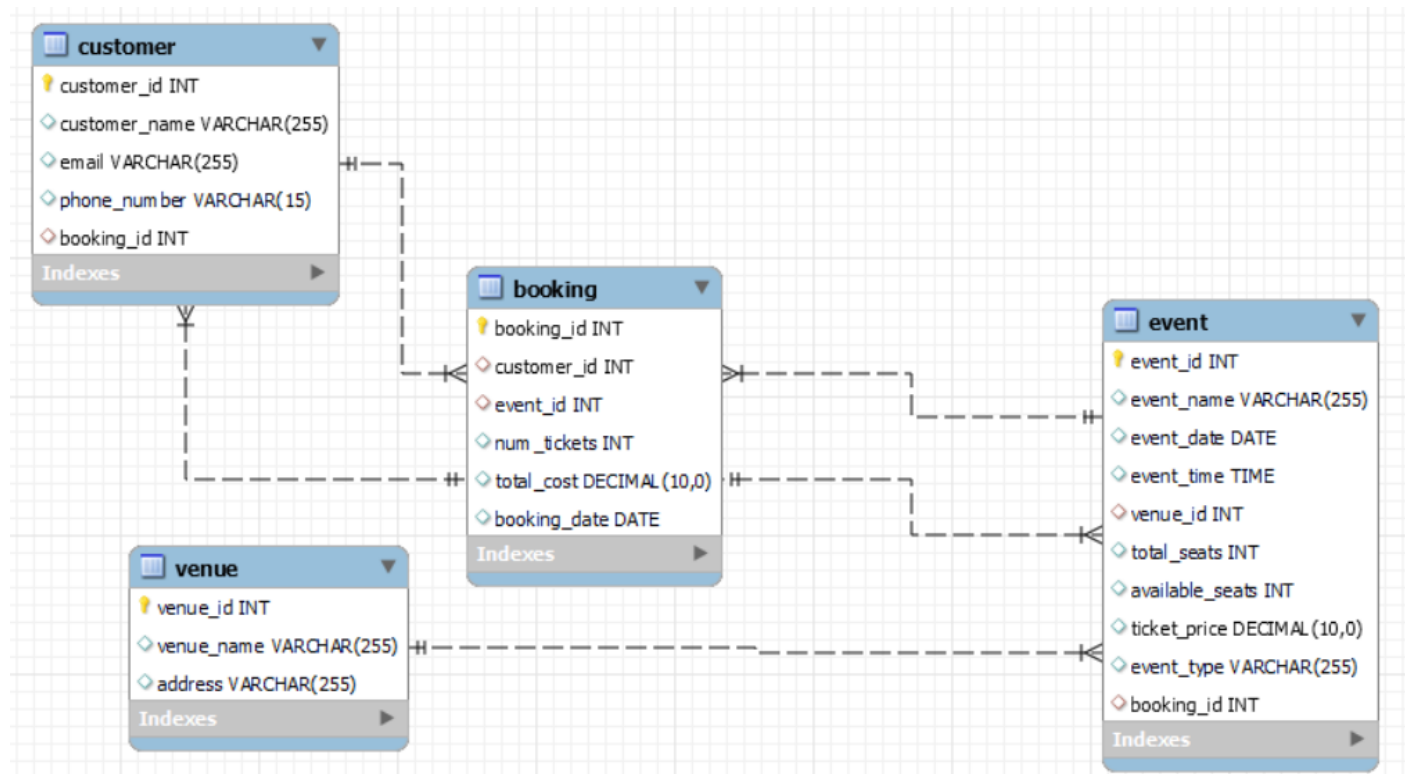 customer
customer_id INT
customer_name VARCHAR(255)
email VARCHAR(255)
phone_number VARCHAR(15)
booking_id INT
Indexes
booking
booking_id INT
customer_id INT
event_id INT
num_tickets INT
total_cost DECIMAL(10,0)
booking_date DATE
Indexes
event
event_id INT
event_name VARCHAR(255)
event_date DATE
event_time TIME
venue_id INT
total_seats INT
available_seats INT
ticket_price DECIMAL(10,0)
event_type VARCHAR(255)
booking_id INT
Indexes
venue
venue_id INT
venue_name VARCHAR(255)
address VARCHAR(255)
Indexes